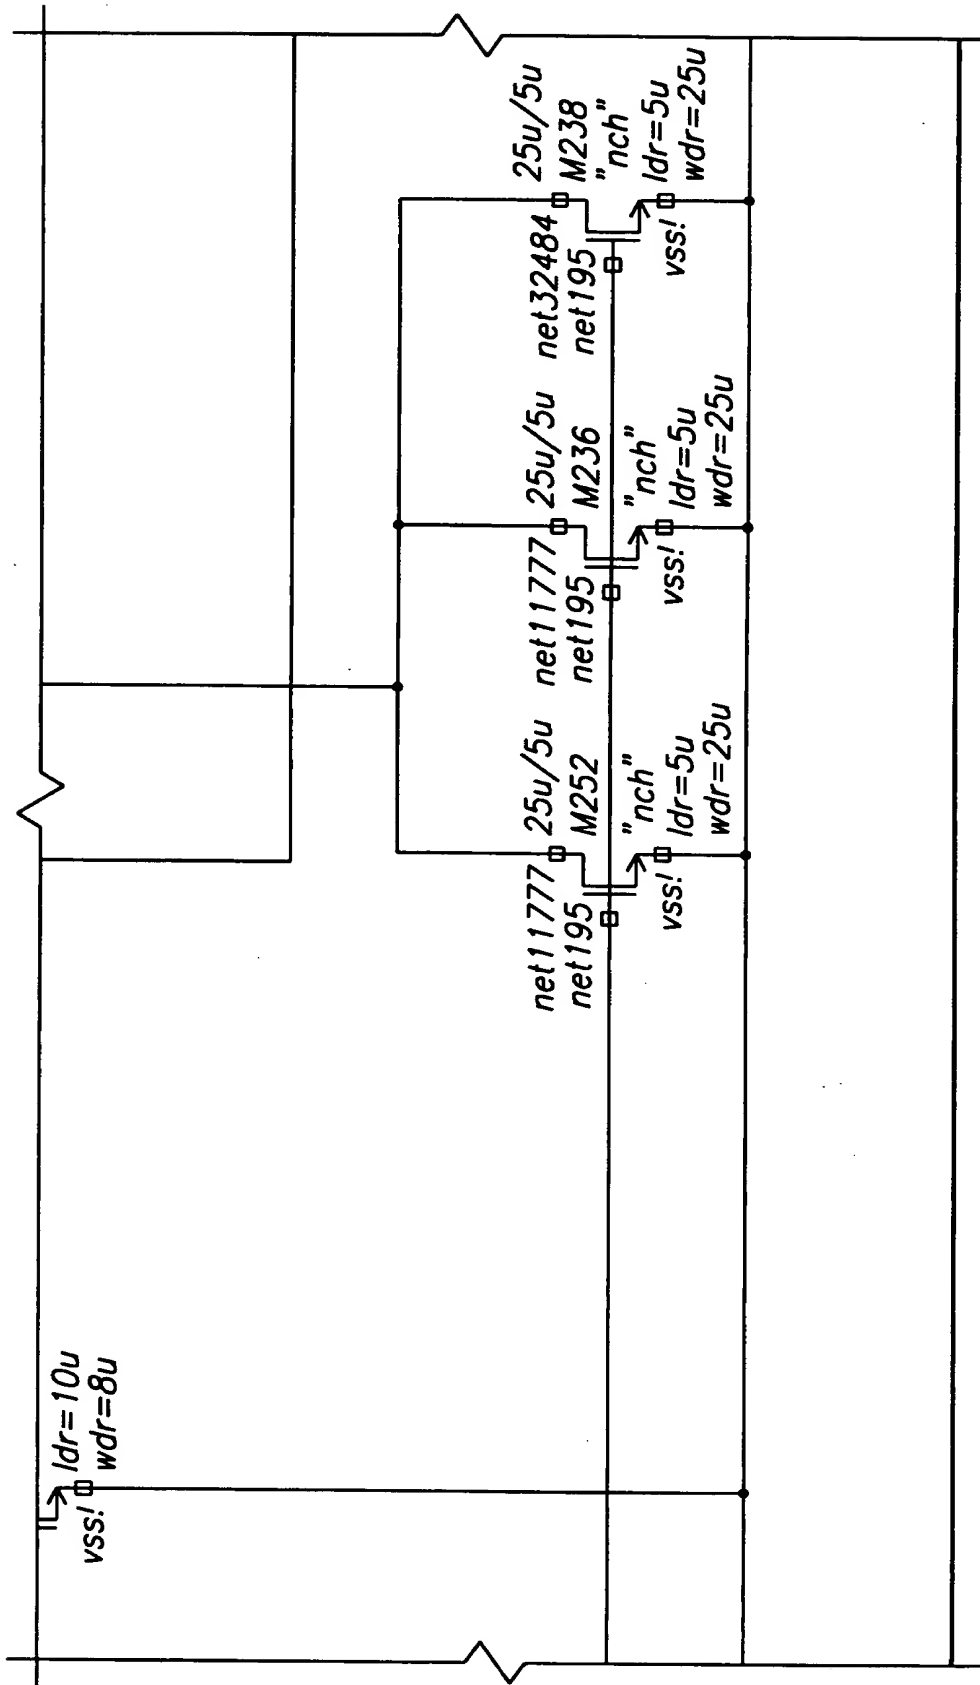 ldr=10u
wdr=8u
vss!
net11777
net195
25u/5u
M252
"nch"
ldr=5u
wdr=25u
vss!
net11777
net195
25u/5u
M236
"nch"
ldr=5u
wdr=25u
vss!
net32484
net195
25u/5u
M238
"nch"
ldr=5u
wdr=25u
vss!